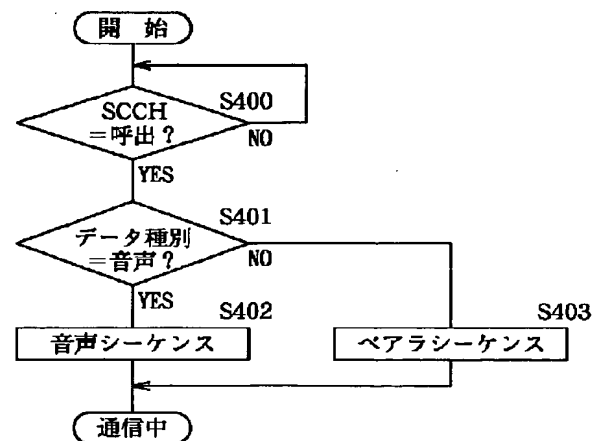 開 始
S400
SCCH
=呼出?
NO
YES
S401
データ種別
=音声?
NO
YES
S402
音声シーケンス
S403
ベアラシーケンス
通信中